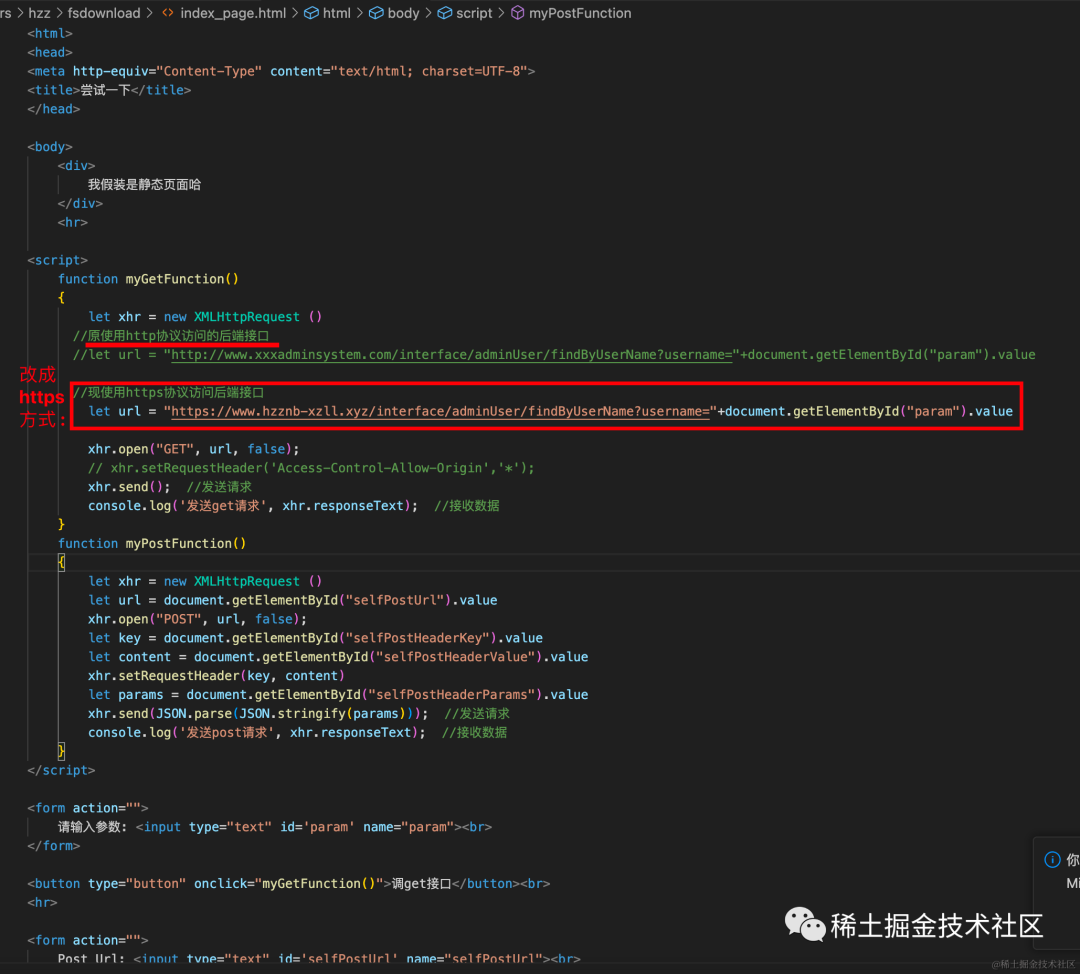 rs > hzz > fsdownload > <> index_page.html > html > body > script > myPostFunction
<html>
<head>
<meta http-equiv="Content-Type" content="text/html; charset=UTF-8">
<title>尝试一下</title>
</head>
<body>
<div>
我假装是静态页面哈
</div>
<hr>
<script>
function myGetFunction()
{
let xhr = new XMLHttpRequest ()
//原使用http协议访问的后端接口
//let url = "http://www.xxxadminsystem.com/interface/adminUser/findByUserName?username="+document.getElementById("param").value
改成
https
方式：
//现使用https协议访问后端接口
let url = "https://www.hzznb-xzll.xyz/interface/adminUser/findByUserName?username="+document.getElementById("param").value
xhr.open("GET", url, false);
// xhr.setRequestHeader('Access-Control-Allow-Origin','*');
xhr.send(); //发送请求
console.log('发送get请求', xhr.responseText); //接收数据
}
function myPostFunction()
{
let xhr = new XMLHttpRequest ()
let url = document.getElementById("selfPostUrl").value
xhr.open("POST", url, false);
let key = document.getElementById("selfPostHeaderKey").value
let content = document.getElementById("selfPostHeaderValue").value
xhr.setRequestHeader(key, content)
let params = document.getElementById("selfPostHeaderParams").value
xhr.send(JSON.parse(JSON.stringify(params))); //发送请求
console.log('发送post请求', xhr.responseText); //接收数据
}
</script>
<form action="">
请输入参数: <input type="text" id='param' name="param"><br>
</form>
<button type="button" onclick="myGetFunction()">调get接口</button><br>
<hr>
<form action="">
Post Url: <input type="text" id='selfPostUrl' name="selfPostUrl"><br>
你
Mi
稀土掘金技术社区
@稀土掘金技术社区